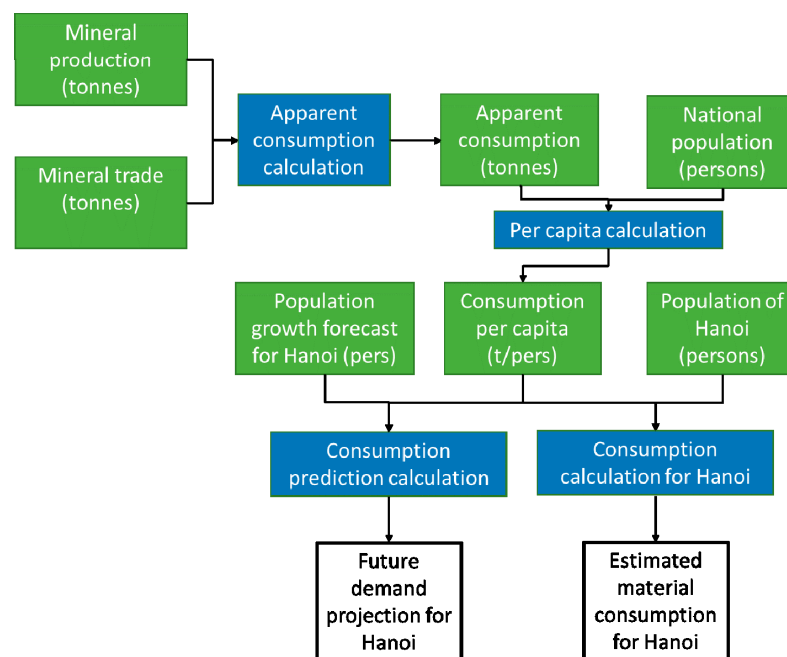 Mineral
production
(tonnes)
Mineral trade
(tonnes)
Apparent
consumption
calculation
Apparent
consumption
(tonnes)
National
population
(persons)
Per capita calculation
Population
growth forecast
for Hanoi (pers)
Consumption
per capita
(t/pers)
Population of
Hanoi
(persons)
Consumption
prediction calculation
Consumption
calculation for Hanoi
Future
demand
projection for
Hanoi
Estimated
material
consumption
for Hanoi